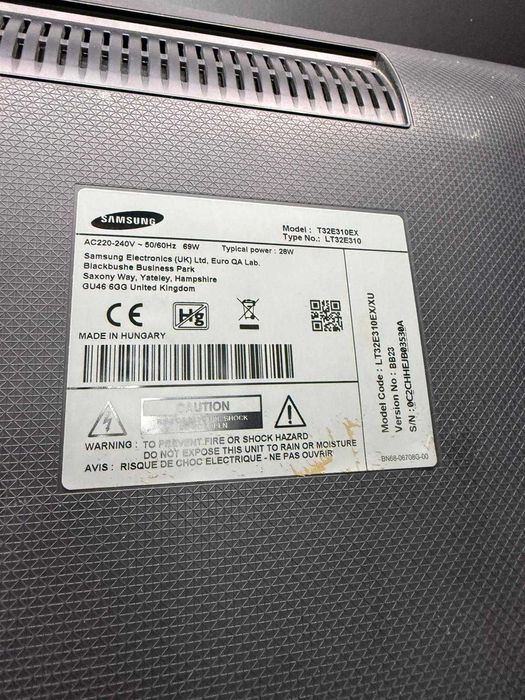 SAMSUNG
Model : T32E310EX
Type No.: LT32E310
AC220-240V ~ 50/60Hz 69W Typical power : 28W
Samsung Electronics (UK) Ltd, Euro QA Lab.
Blackbushe Business Park
Saxony Way, Yateley, Hampshire
GU46 6GG United Kingdom
CE
Hg
MADE IN HUNGARY
CAUTION
SHOCK
WARNING : TO PREVENT FIRE OR SHOCK HAZARD
DO NOT EXPOSE THIS UNIT TO RAIN OR MOISTURE
AVIS : RISQUE DE CHOC ELECTRIQUE - NE PAS OUVRIR
Model Code : LT32E310EX/XU
Version No : BB23
S/N : 0C2CHHEJB03530A
BN68-06708G-00